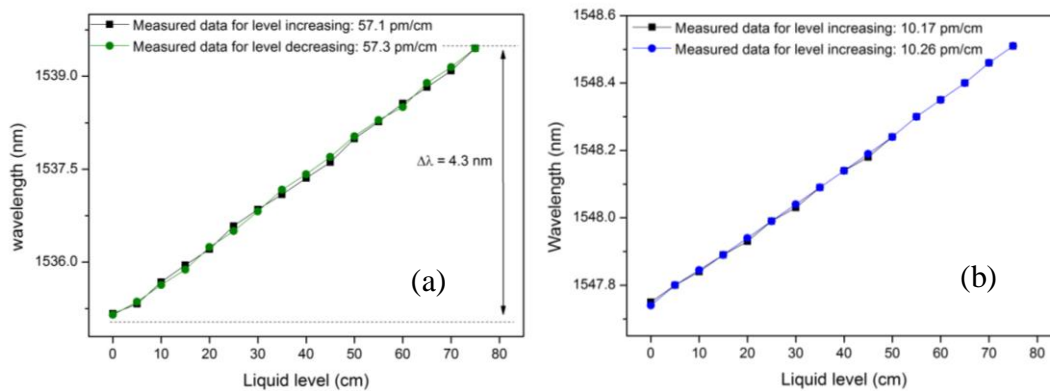 Measured data for level increasing: 57.1 pm/cm
Measured data for level decreasing: 57.3 pm/cm
1539.0
1537.5
1536.0
wavelength (nm)
Δλ = 4.3 nm
(a)
0 10 20 30 40 50 60 70 80
Liquid level (cm)
1548.6
Measured data for level increasing: 10.17 pm/cm
Measured data for level increasing: 10.26 pm/cm
1548.4
1548.2
1548.0
1547.8
Wavelength (nm)
(b)
0 10 20 30 40 50 60 70 80
Liquid level (cm)